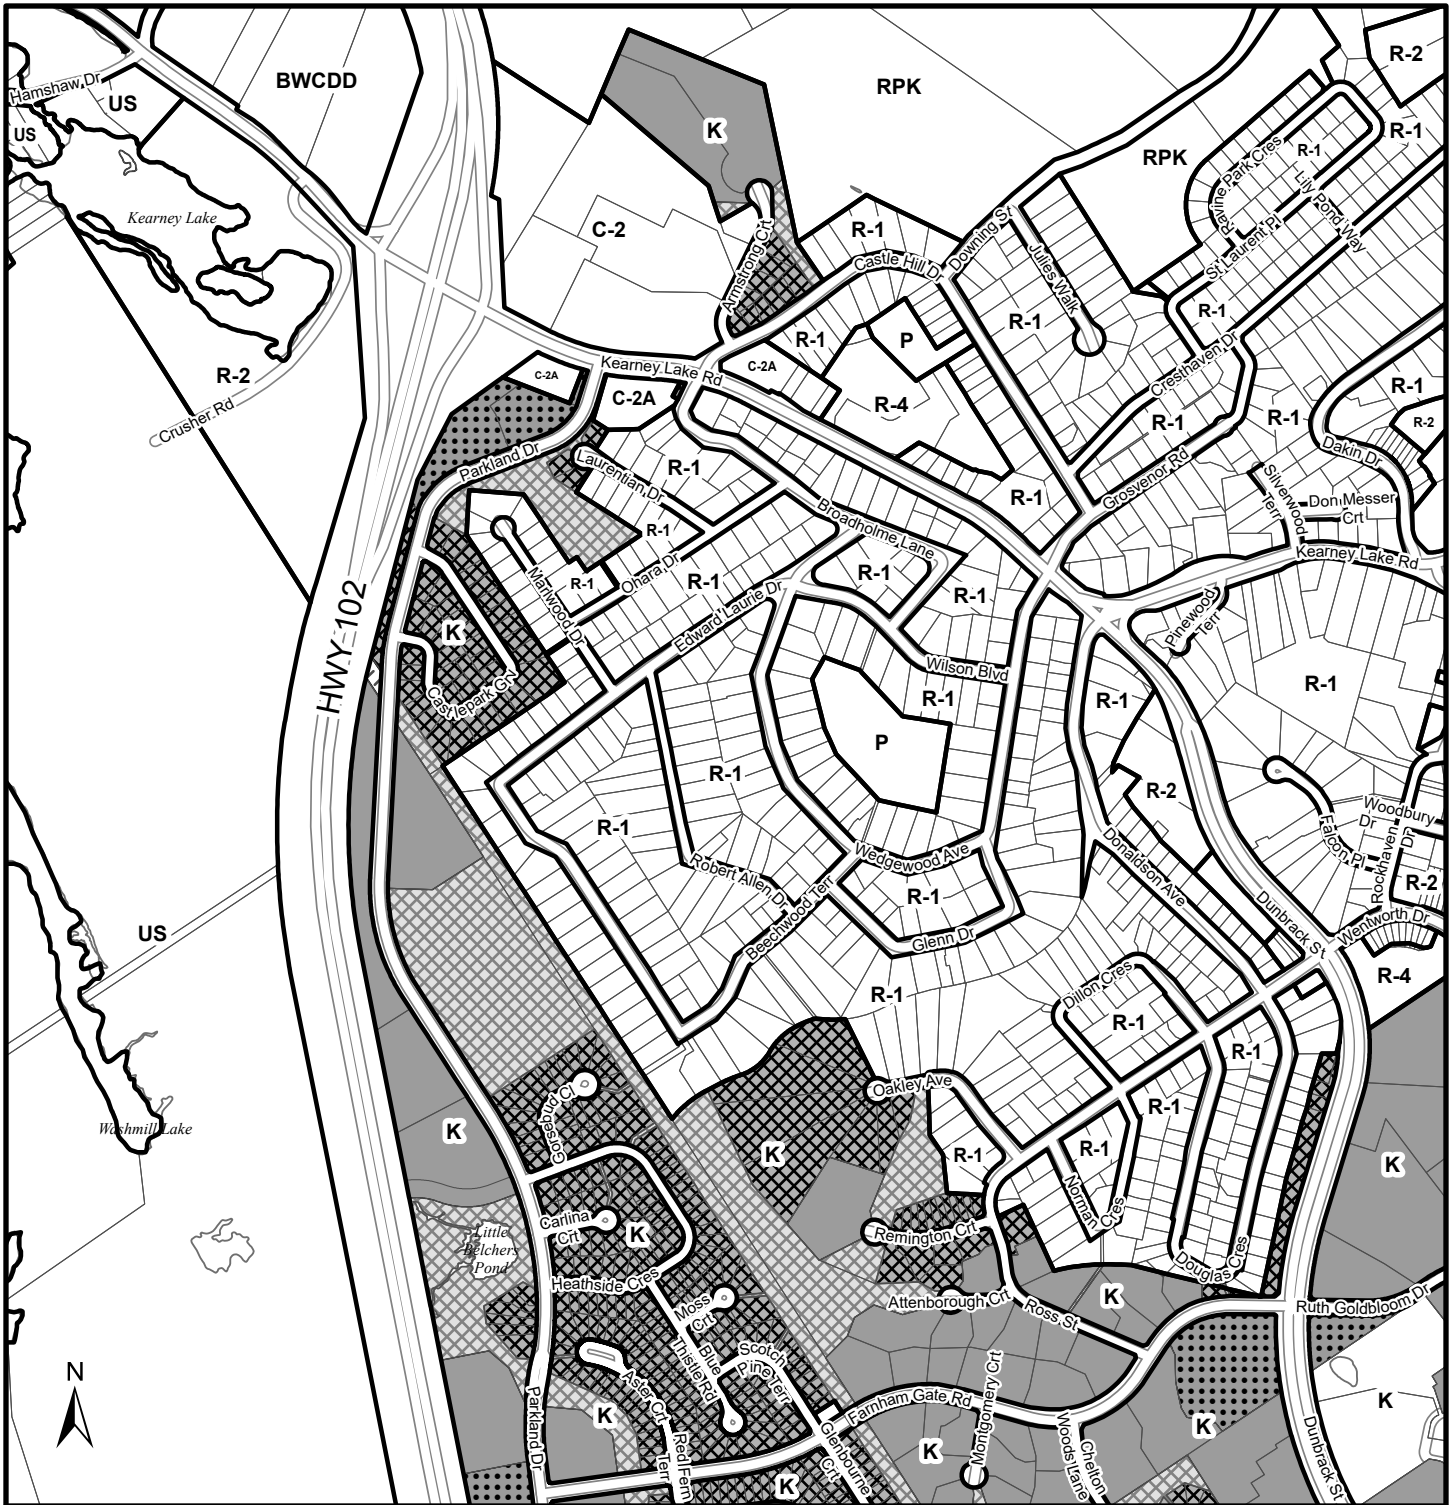 BWCDD
RPK
R-2
Hamshaw Dr
US
US
K
R-1
RPK
R-1
Ravine Park Cres
Lily Pond Way
Kearney Lake
C-2
Armstrong Crt
R-1
Castle Hill Dr
Downing St
Julies Walk
St Laurent Pl
R-1
R-1
R-1
P
Cresthaven Dr
Kearney Lake Rd
C-2A
C-2A
C-2A
R-2
Crusher Rd
R-4
R-1
R-1
R-1
R-2
Dakin Dr
Parkland Dr
Laurentian Dr
R-1
R-1
Grosvenor Rd
Silverwood
Terr
Don Messer
Crt
Broadholme Lane
R-1
Kearney Lake Rd
Marlwood Dr
R-1
Ohara Dr
R-1
R-1
R-1
Edward Laurie Dr
Pinewood
Terr
HWY 102
K
Castlepark GN
Wilson Blvd
R-1
R-1
R-1
P
R-1
R-2
R-1
Woodbury
Dr
Falcon Pl
Rockhaven
Dr
Wedgewood Ave
Donaldson Ave
Robert Allen Dr
R-1
R-2
Beechwood Terr
Glenn Dr
Dunbrack St
Wentworth Dr
US
R-4
R-1
Dillon Cres
R-1
R-1
Oakley Ave
R-1
Gorsebud Cl
Washmill Lake
K
K
R-1
R-1
K
Norman
Cres
Carlina
Crt
K
Little
Belchers
Pond
Remington Crt
Douglas Cres
Heathside Cres
Moss
Crt
Attenborough Crt
K
Ross St
Ruth Goldbloom Dr
Blue
Thistle Rd
Scotch
Pine Terr
N
Aster Crt
K
Parkland Dr
Farnham Gate Rd
Montgomery Crt
K
K
K
Red Fern
Terr
Glenbourne
Crt
Chelton
Woods Lane
Dunbrack St
K